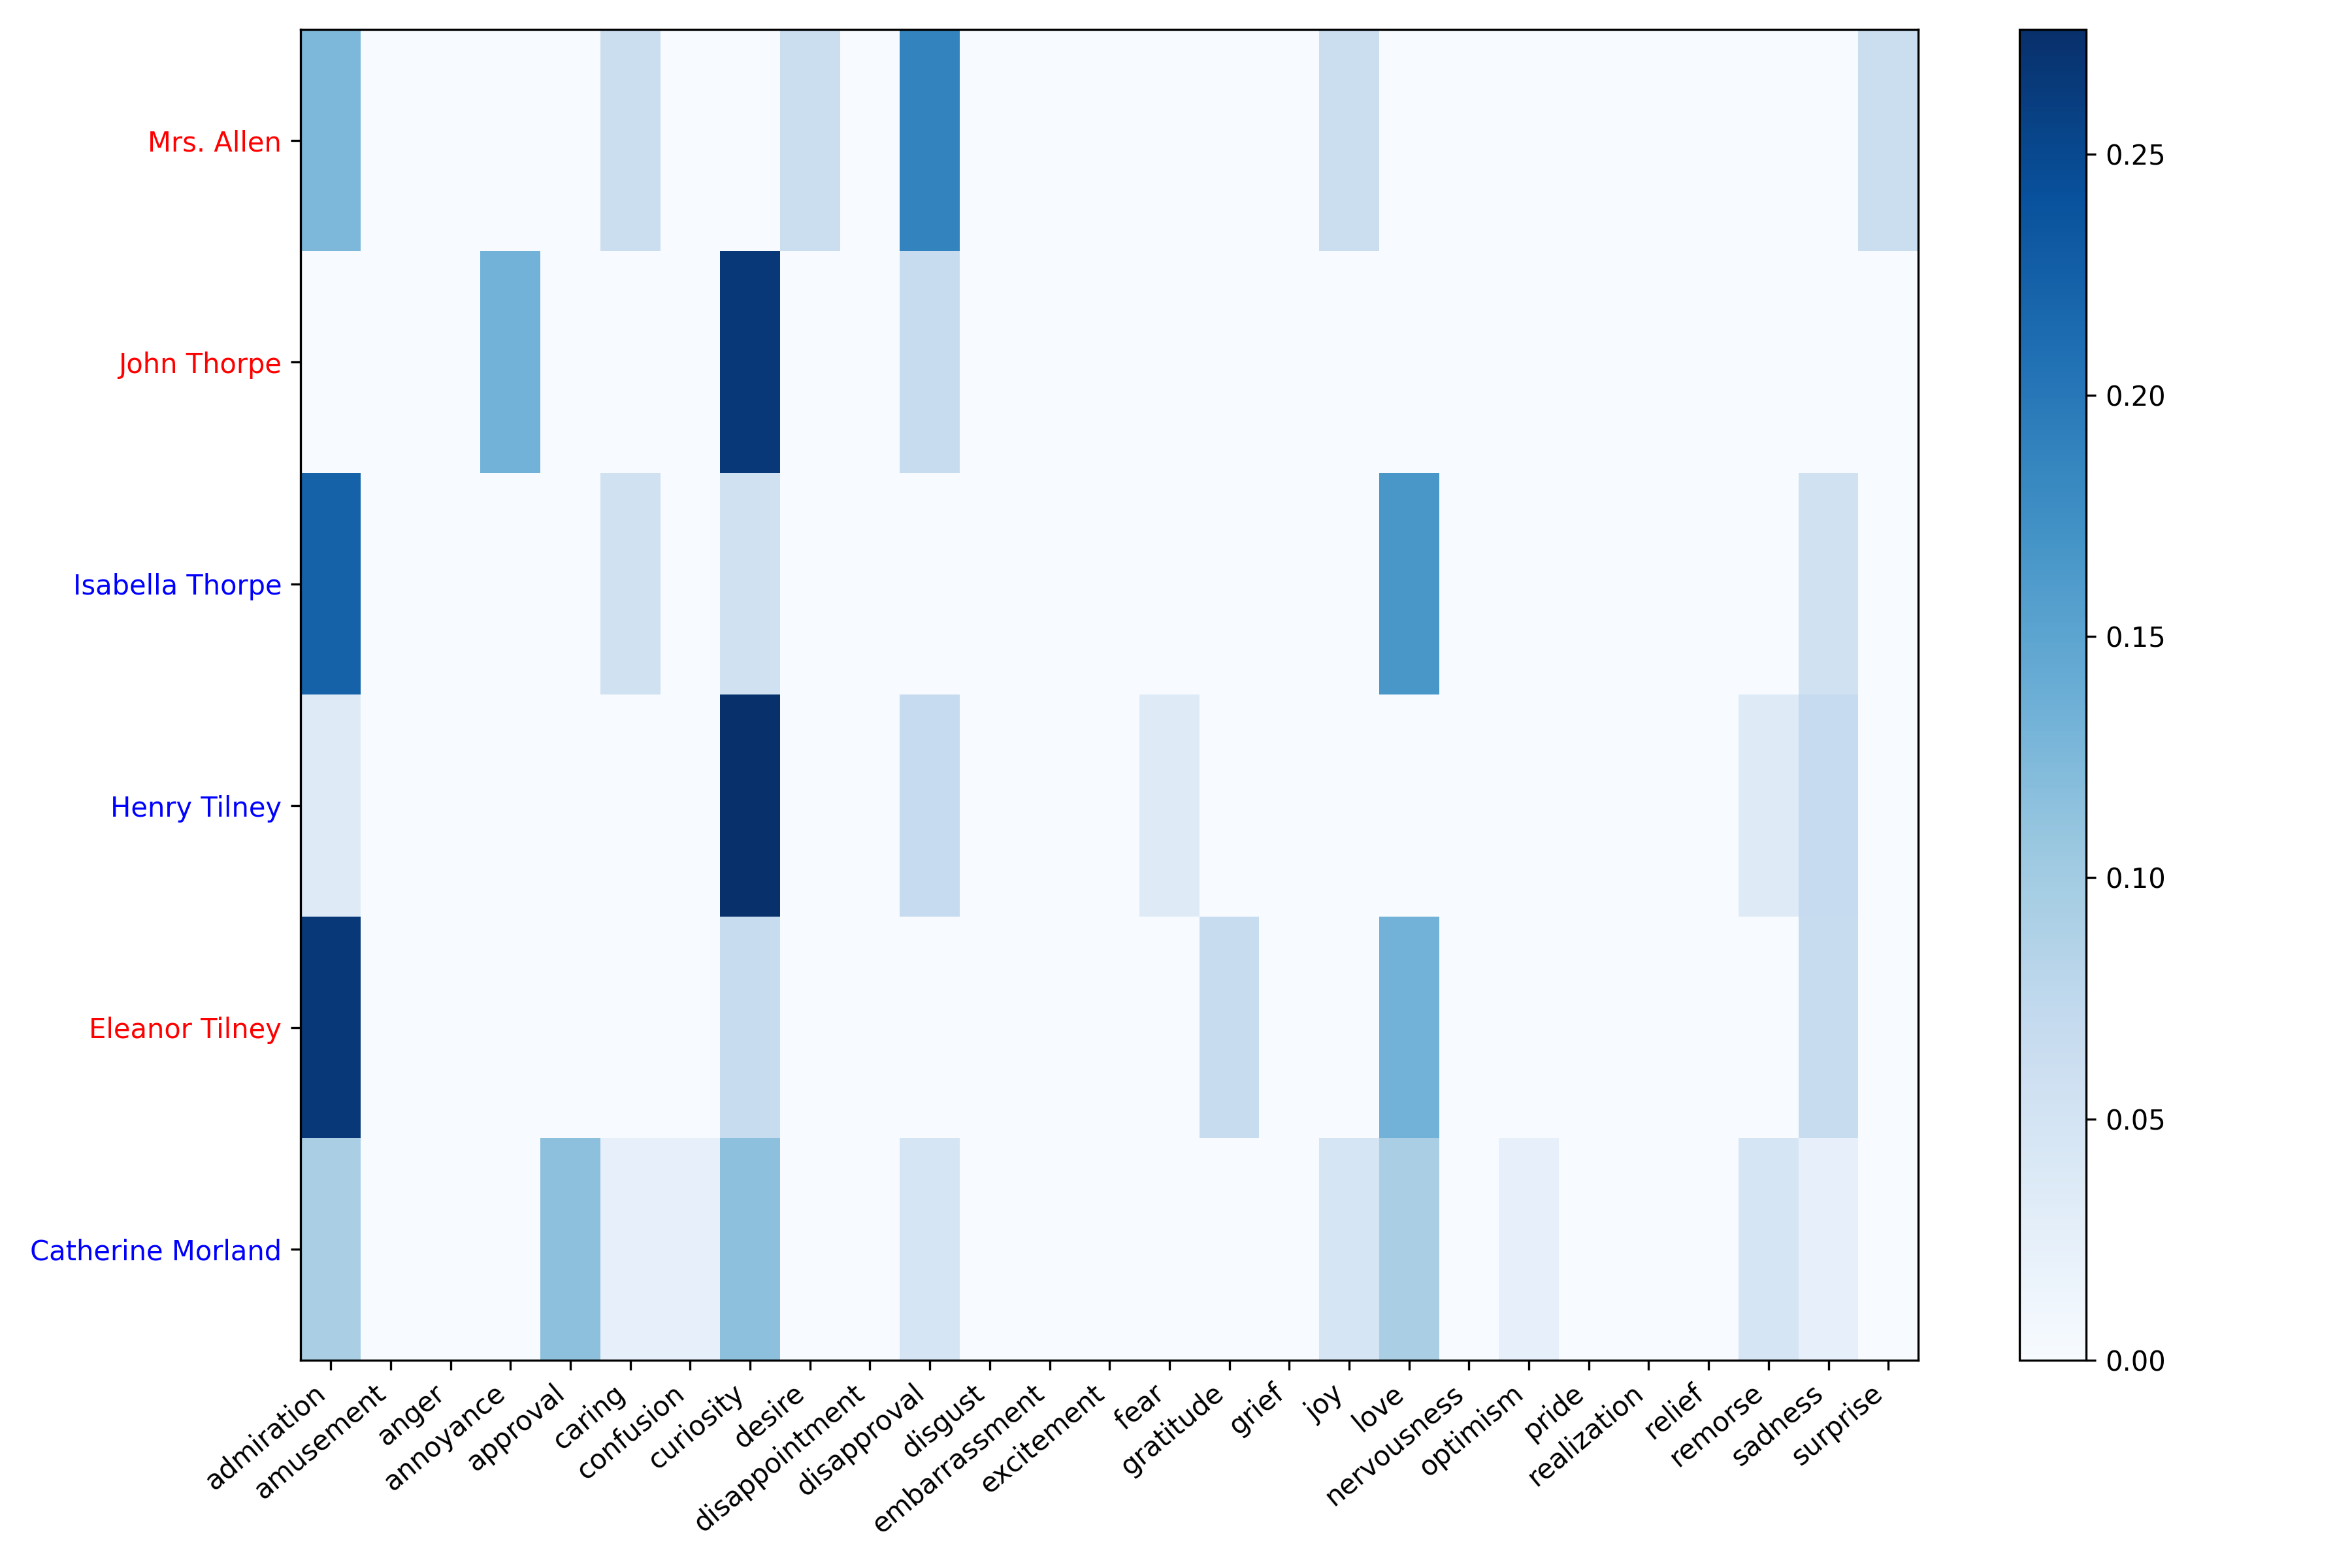 Mrs. Allen
John Thorpe
Isabella Thorpe
Henry Tilney
Eleanor Tilney
Catherine Morland
admiration
amusement
anger
annoyance
approval
caring
confusion
curiosity
desire
disappointment
disapproval
disgust
embarrassment
excitement
fear
gratitude
grief
joy
love
nervousness
optimism
pride
realization
relief
remorse
sadness
surprise
0.25
0.20
0.15
0.10
0.05
0.00